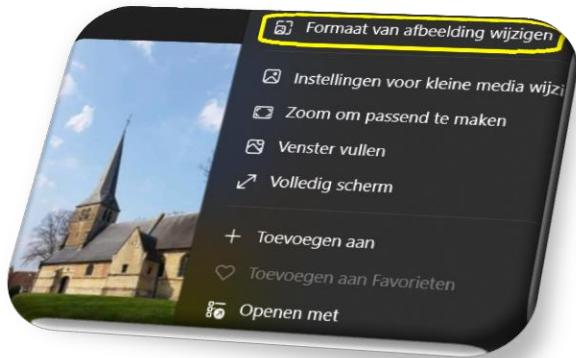 Formaat van afbeelding wijzigen
Instellingen voor kleine media
Zoom om passend te maken
Venster vullen
Volledig scherm
Toevoegen aan
Toevoegen aan Favorieten
Openen met